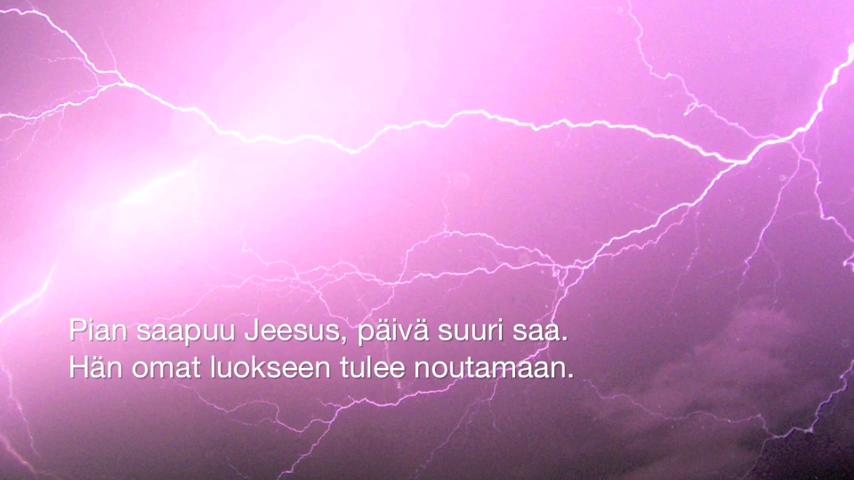 Pian saapuu Jeesus, päivä suuri saa.
Hän omat luokseen tulee noutamaan.